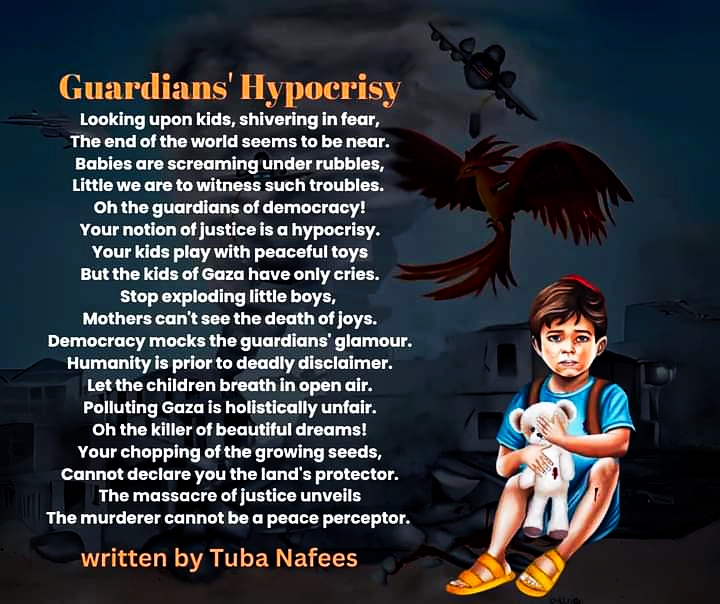 Guardians' Hypocrisy
Looking upon kids, shivering in fear,
The end of the world seems to be near.
Babies are screaming under rubbles,
Little we are to witness such troubles.
Oh the guardians of democracy!
Your notion of justice is a hypocrisy.
Your kids play with peaceful toys
But the kids of Gaza have only cries.
Stop exploding little boys,
Mothers can't see the death of joys.
Democracy mocks the guardians' glamour.
Humanity is prior to deadly disclaimer.
Let the children breath in open air.
Polluting Gaza is holistically unfair.
Oh the killer of beautiful dreams!
Your chopping of the growing seeds,
Cannot declare you the land's protector.
The massacre of justice unveils
The murderer cannot be a peace perceptor.
written by Tuba Nafees